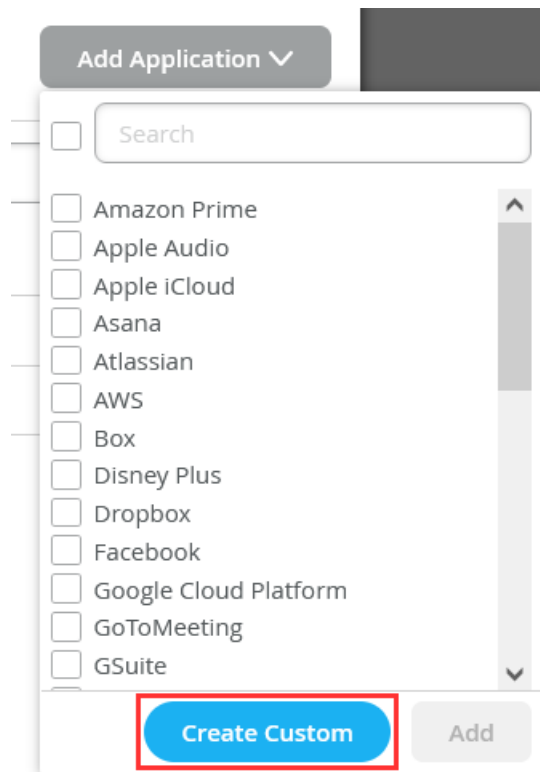 Add Application
Search
Amazon Prime
Apple Audio
Apple iCloud
Asana
Atlassian
AWS
Box
Disney Plus
Dropbox
Facebook
Google Cloud Platform
GoToMeeting
GSuite
Create Custom
Add